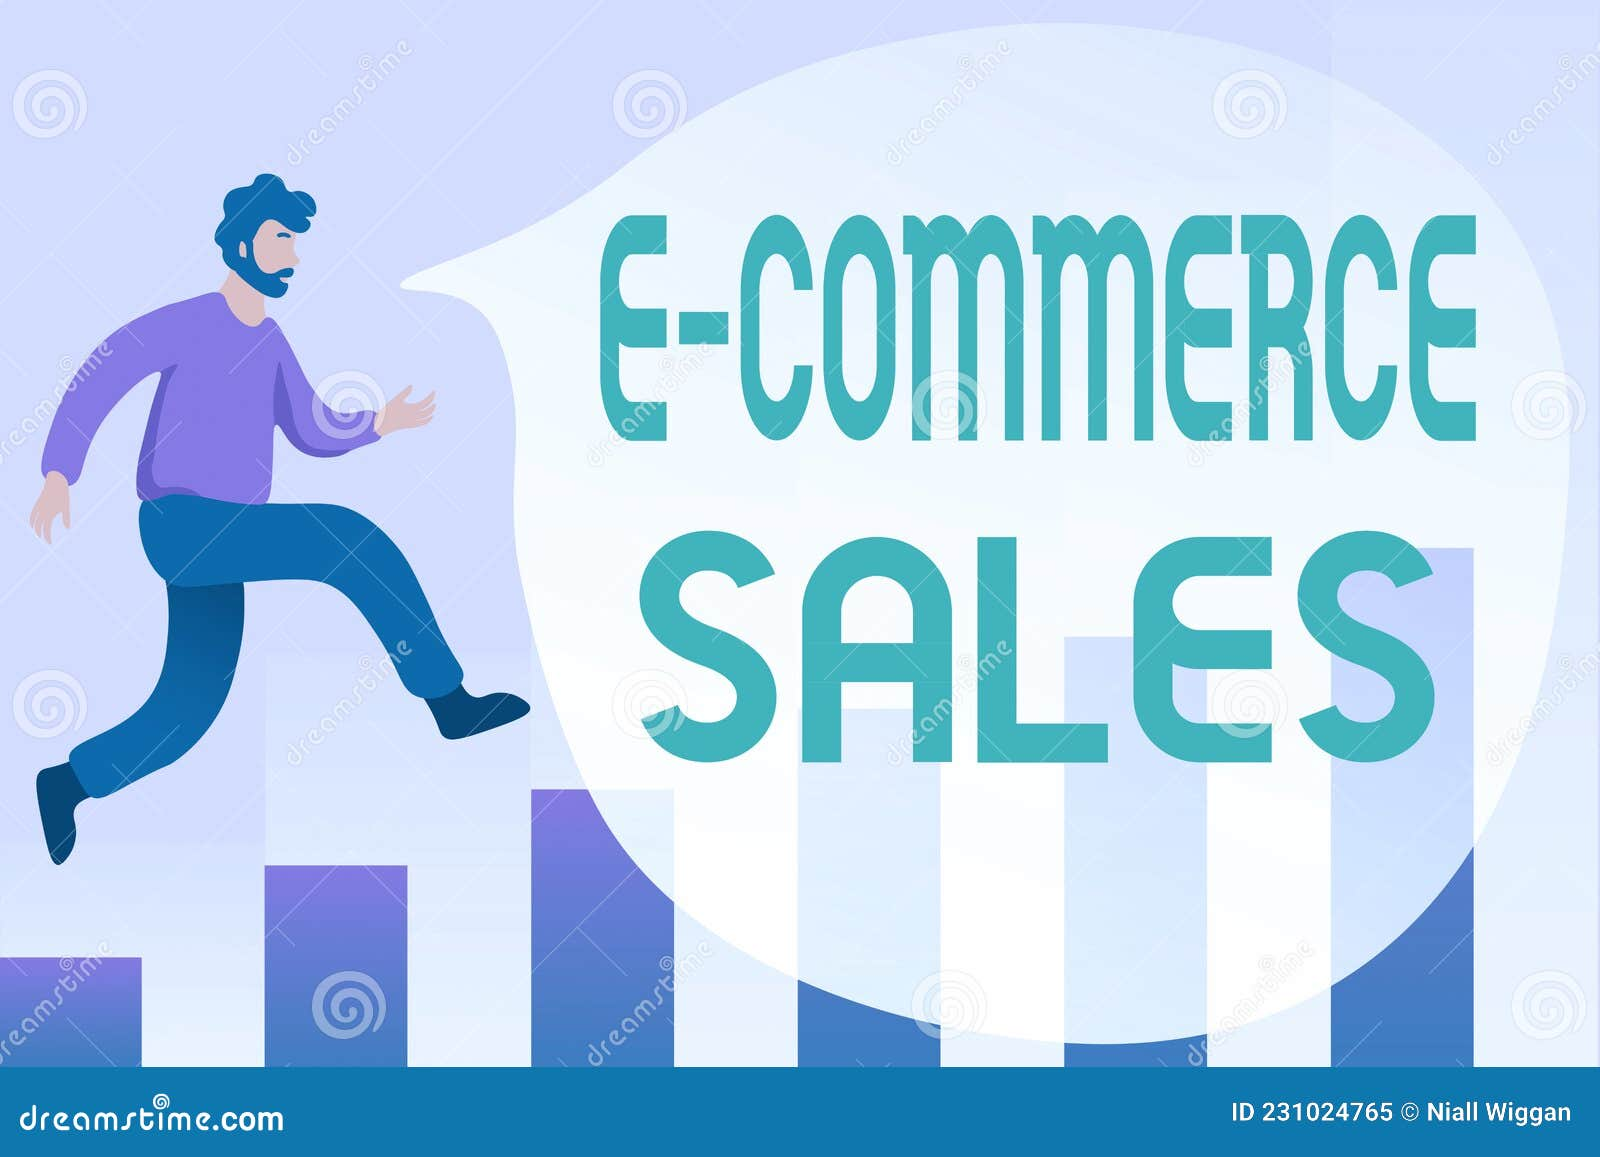 E-COMMERCE
SALES
dreamstime.com
ID 231024765 © Niall Wiggan